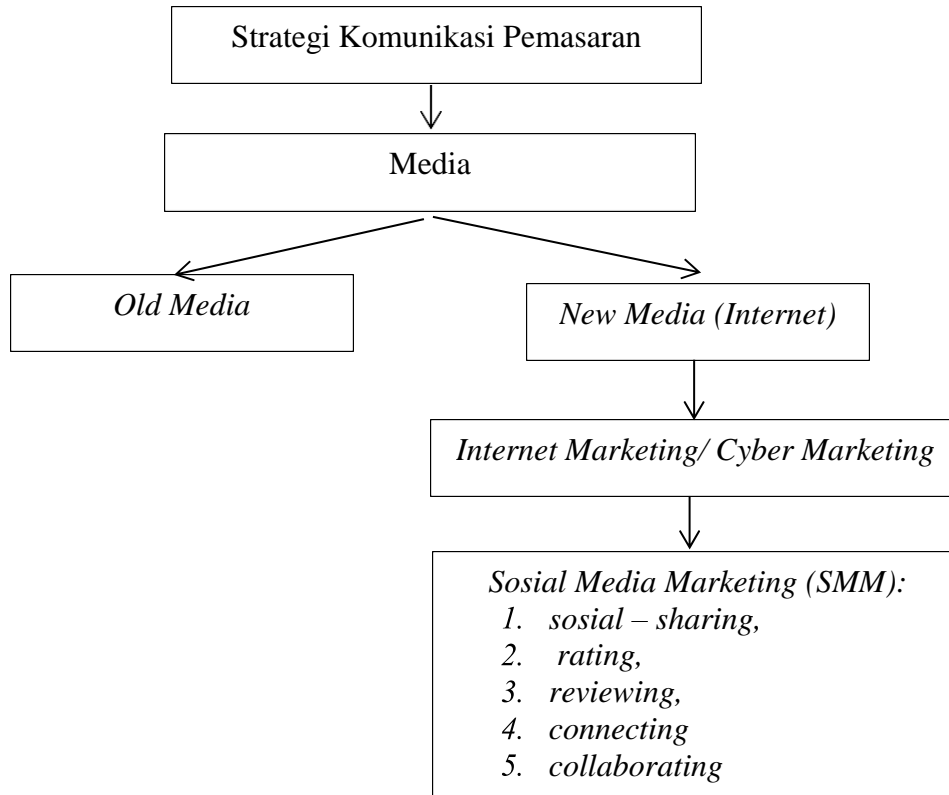 Strategi Komunikasi Pemasaran
Media
Old Media
New Media (Internet)
Internet Marketing/ Cyber Marketing
Sosial Media Marketing (SMM):
1. sosial – sharing,
2. rating,
3. reviewing,
4. connecting
5. collaborating